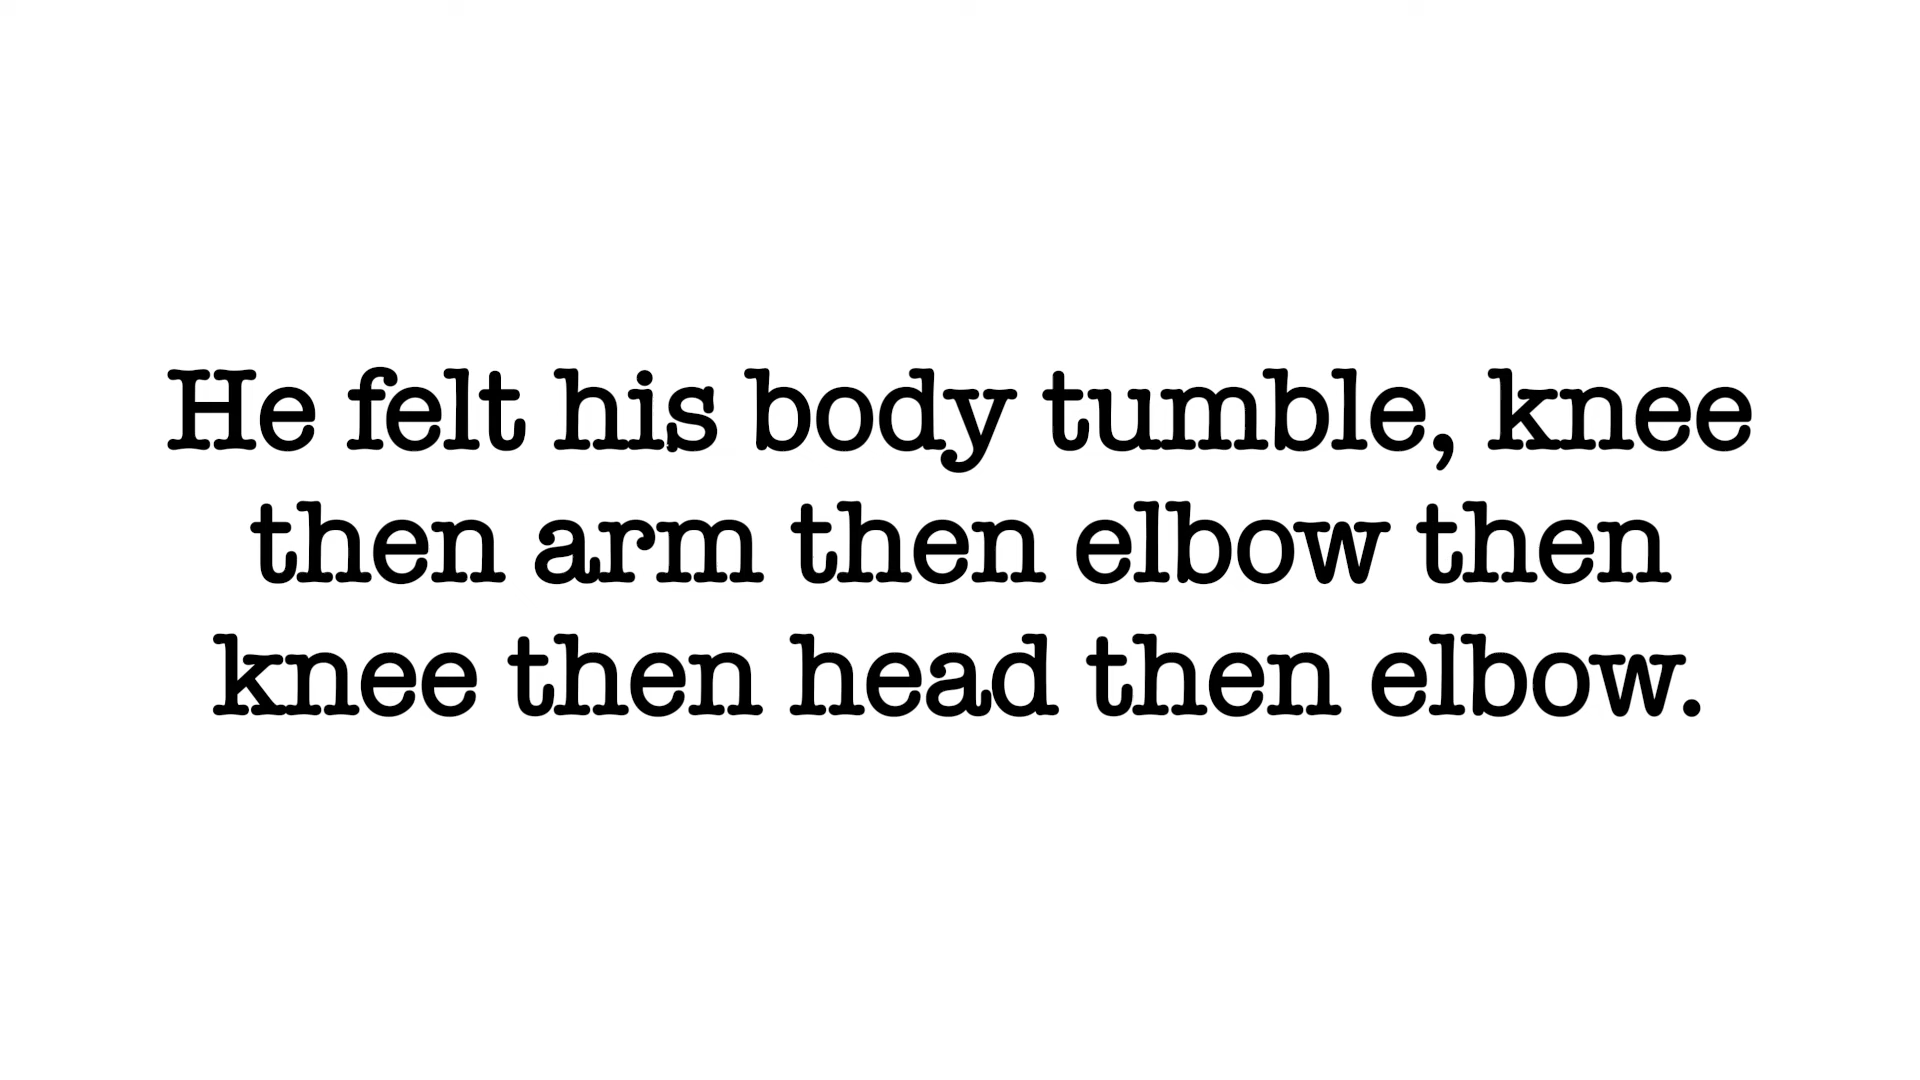 He felt his body tumble, knee
then arm then elbow then
knee then head then elbow.